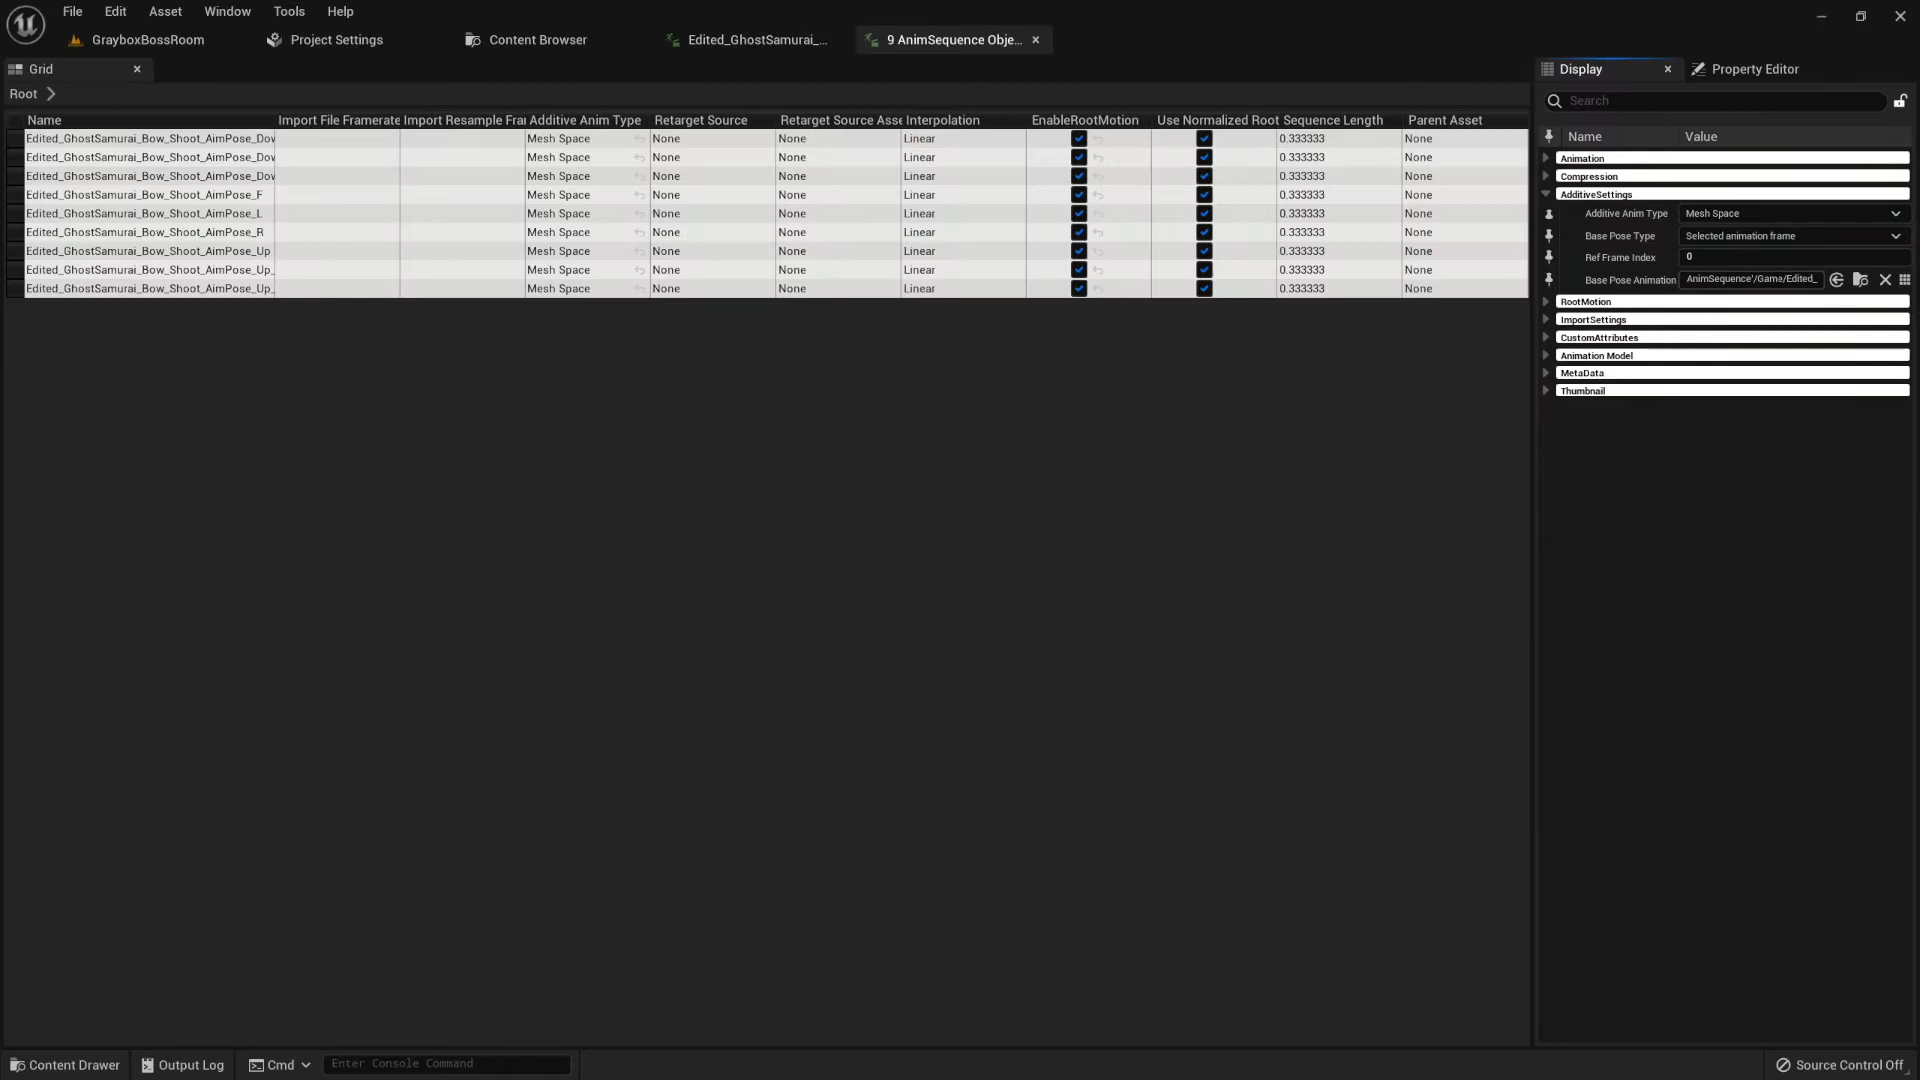 File Edit Asset Window Tools Help
GrayboxBossRoom Project Settings Content Browser Edited_GhostSamurai_... 9 AnimSequence Obje...
Grid Display Property Editor
Root
Search
Name Import File Framerate Import Resample Fra Additive Anim Type Retarget Source Retarget Source Asse Interpolation EnableRootMotion Use Normalized Root Sequence Length Parent Asset
Name Value
Edited_GhostSamurai_Bow_Shoot_AimPose_Dov Mesh Space None None Linear 0.333333 None
Edited_GhostSamurai_Bow_Shoot_AimPose_Dov Mesh Space None None Linear 0.333333 None
Edited_GhostSamurai_Bow_Shoot_AimPose_Dov Mesh Space None None Linear 0.333333 None
Edited_GhostSamurai_Bow_Shoot_AimPose_F Mesh Space None None Linear 0.333333 None
Edited_GhostSamurai_Bow_Shoot_AimPose_L Mesh Space None None Linear 0.333333 None
Edited_GhostSamurai_Bow_Shoot_AimPose_R Mesh Space None None Linear 0.333333 None
Edited_GhostSamurai_Bow_Shoot_AimPose_Up Mesh Space None None Linear 0.333333 None
Edited_GhostSamurai_Bow_Shoot_AimPose_Up_ Mesh Space None None Linear 0.333333 None
Edited_GhostSamurai_Bow_Shoot_AimPose_Up_ Mesh Space None None Linear 0.333333 None
Animation
Compression
AdditiveSettings
Additive Anim Type Mesh Space
Base Pose Type Selected animation frame
Ref Frame Index 0
Base Pose Animation AnimSequence'/Game/Edited_
RootMotion
ImportSettings
CustomAttributes
Animation Model
MetaData
Thumbnail
Content Drawer Output Log Cmd Enter Console Command Source Control Off